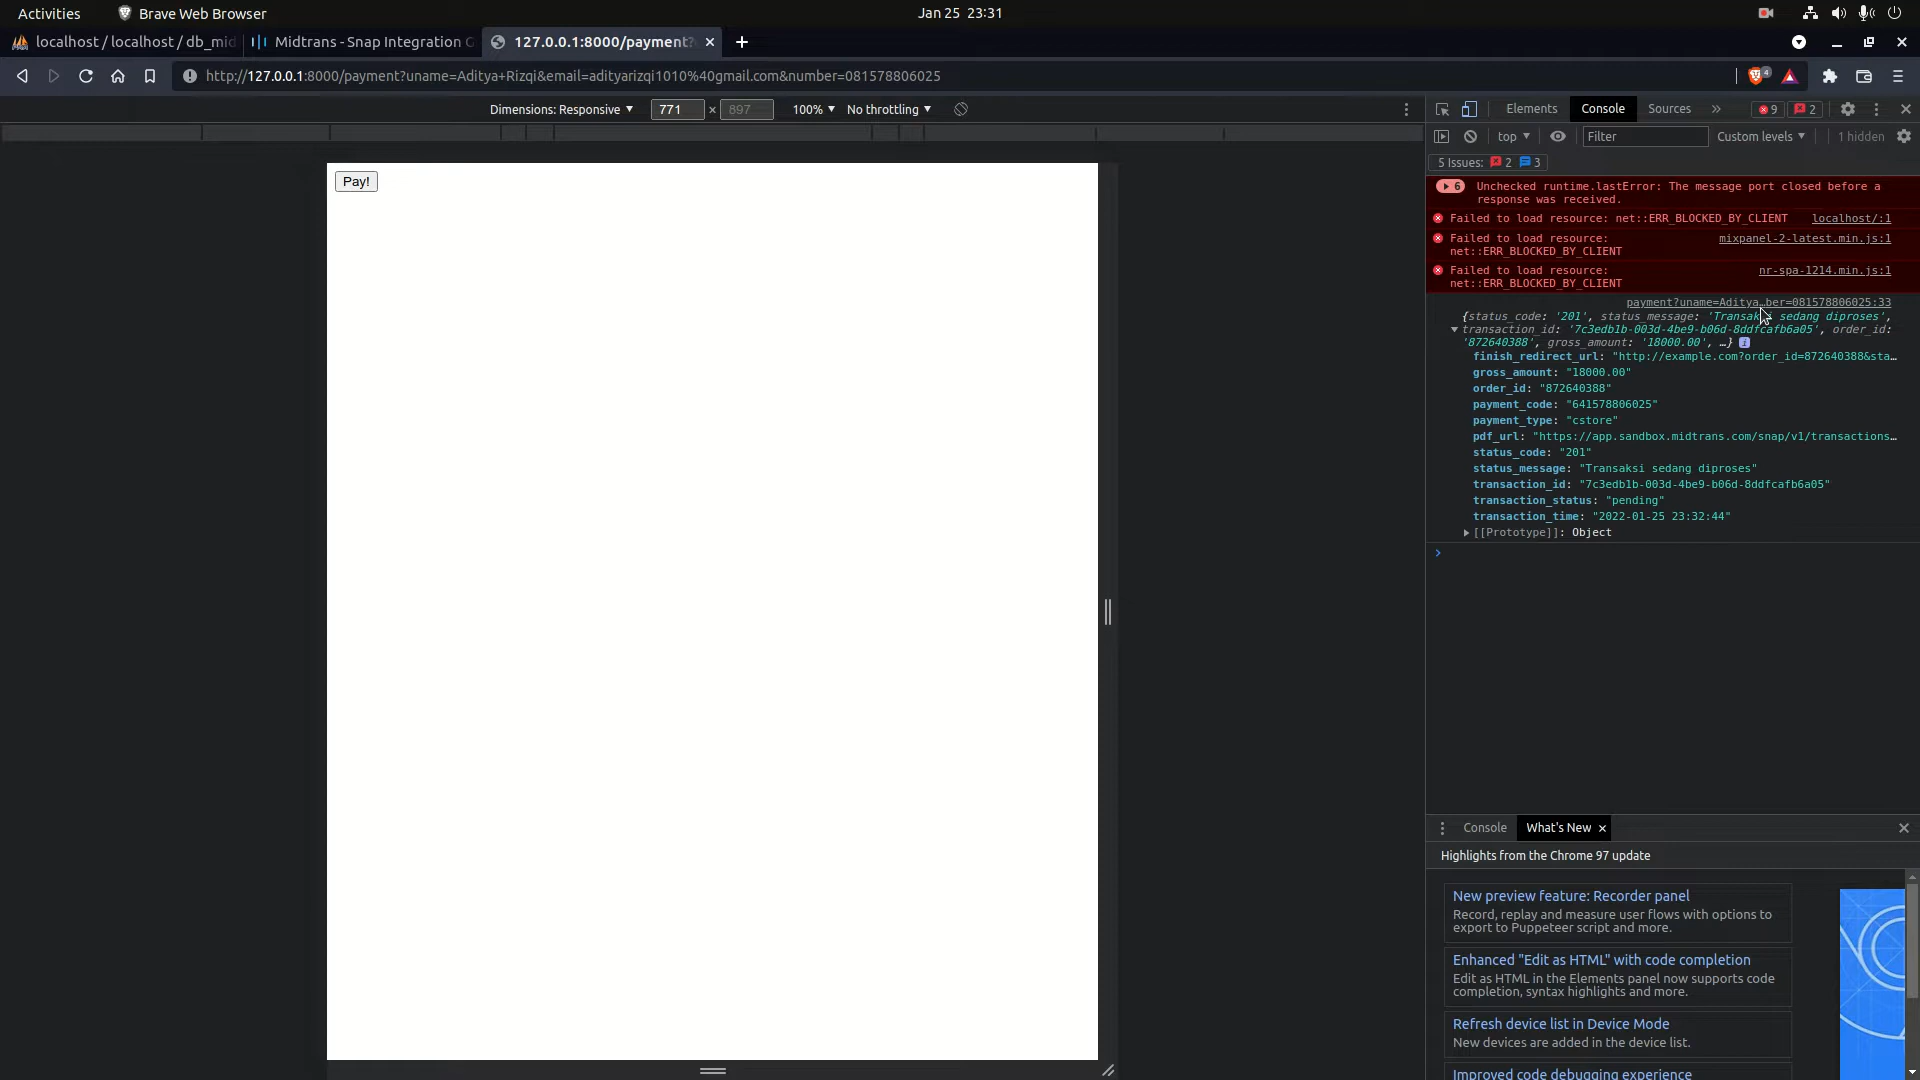 Activities Brave Web Browser Jan 25 23:31
localhost / localhost / db_mid Midtrans - Snap Integration G 127.0.0.1:8000/payment?
http://127.0.0.1:8000/payment?uname=Aditya+Rizqi&email=adityarizqi1010%40gmail.com&number=081578806025 4
Dimensions: Responsive 771 × 897 100% No throttling
Pay!
Elements Console Sources » 9 2
top Filter Custom levels 1 hidden
5 Issues: 2 3
6 Unchecked runtime.lastError: The message port closed before a
response was received.
Failed to load resource: net::ERR_BLOCKED_BY_CLIENT localhost/:1
Failed to load resource: mixpanel-2-latest.min.js:1
net::ERR_BLOCKED_BY_CLIENT
Failed to load resource: nr-spa-1214.min.js:1
net::ERR_BLOCKED_BY_CLIENT
payment?uname=Aditya…ber=081578806025:33
{status_code: '201', status_message: 'Transaksi sedang diproses',
transaction_id: '7c3edb1b-003d-4be9-b06d-8ddfcafb6a05', order_id:
'872640388', gross_amount: '18000.00', …} i
finish_redirect_url: "http://example.com?order_id=872640388&sta…
gross_amount: "18000.00"
order_id: "872640388"
payment_code: "641578806025"
payment_type: "cstore"
pdf_url: "https://app.sandbox.midtrans.com/snap/v1/transactions…
status_code: "201"
status_message: "Transaksi sedang diproses"
transaction_id: "7c3edb1b-003d-4be9-b06d-8ddfcafb6a05"
transaction_status: "pending"
transaction_time: "2022-01-25 23:32:44"
[[Prototype]]: Object
Console What's New
Highlights from the Chrome 97 update
New preview feature: Recorder panel
Record, replay and measure user flows with options to
export to Puppeteer script and more.
Enhanced "Edit as HTML" with code completion
Edit as HTML in the Elements panel now supports code
completion, syntax highlights and more.
Refresh device list in Device Mode
New devices are added in the device list.
Improved code debugging experience